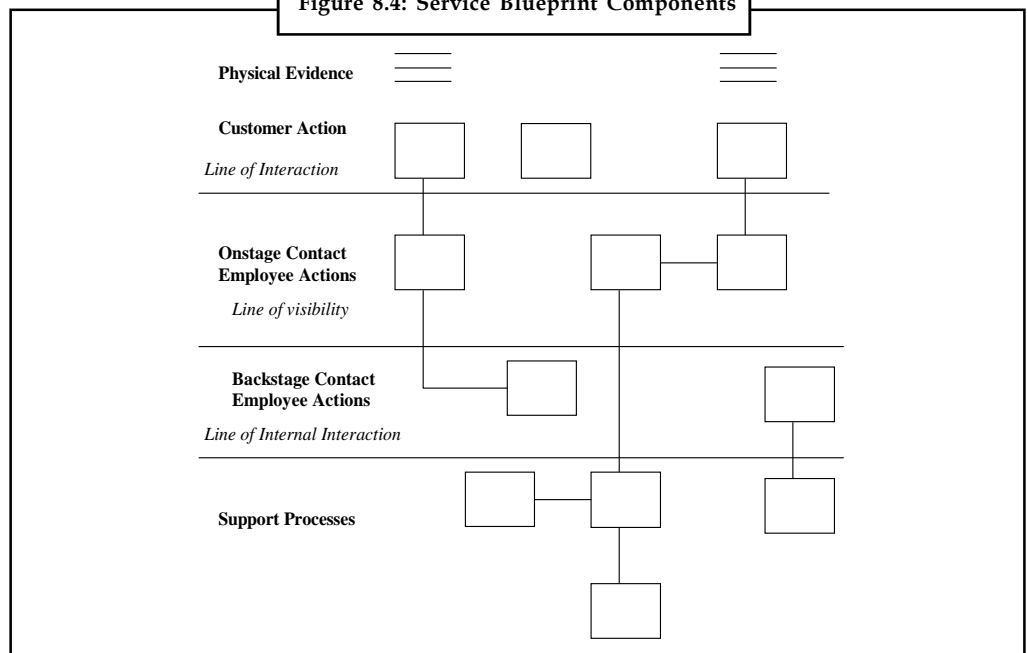 Figure 8.4: Service Blueprint Components
Physical Evidence
Customer Action
Line of Interaction
Onstage Contact
Employee Actions
Line of visibility
Backstage Contact
Employee Actions
Line of Internal Interaction
Support Processes